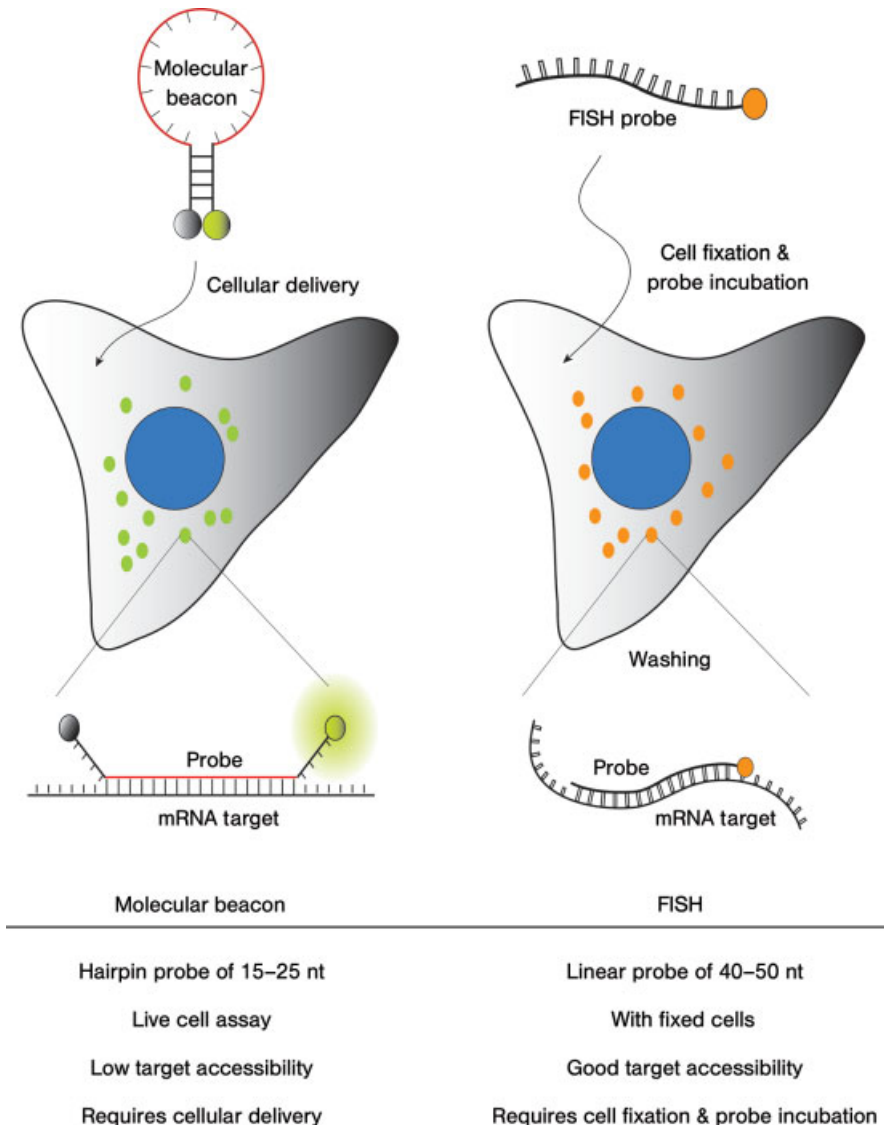 Molecular
beacon
FISH probe
Cellular delivery
Cell fixation &
probe incubation
Washing
Probe
mRNA target
Probe
mRNA target
Molecular beacon
FISH
Hairpin probe of 15–25 nt
Linear probe of 40–50 nt
Live cell assay
With fixed cells
Low target accessibility
Good target accessibility
Requires cellular delivery
Requires cell fixation & probe incubation